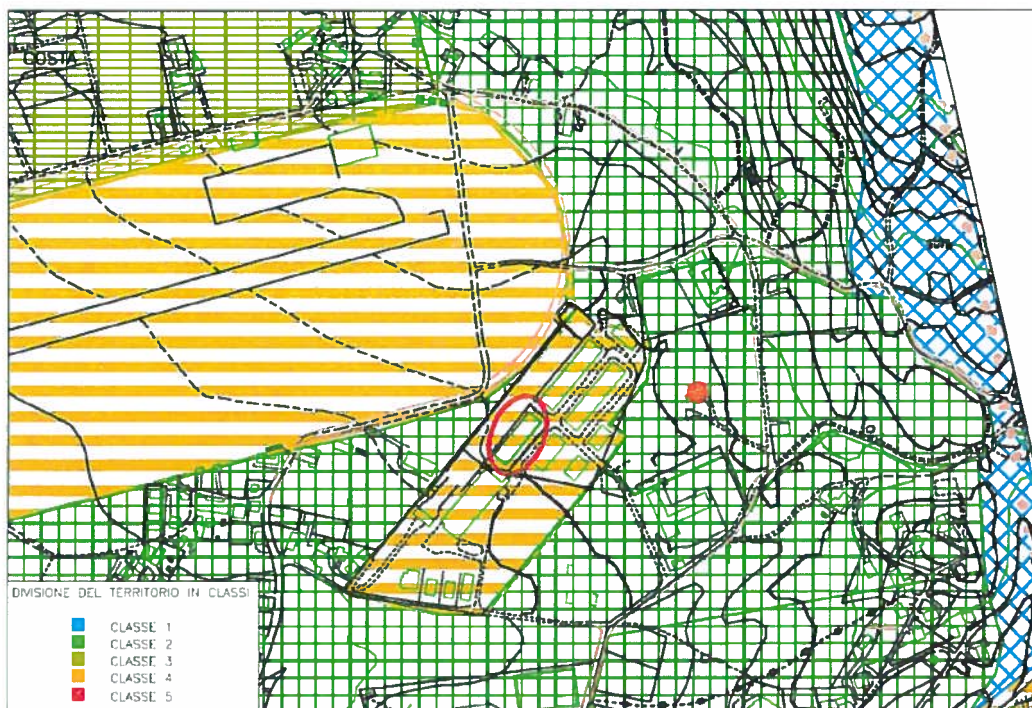 COSTA
DIVISIONE DEL TERRITORIO IN CLASSI
CLASSE 1
CLASSE 2
CLASSE 3
CLASSE 4
CLASSE 5